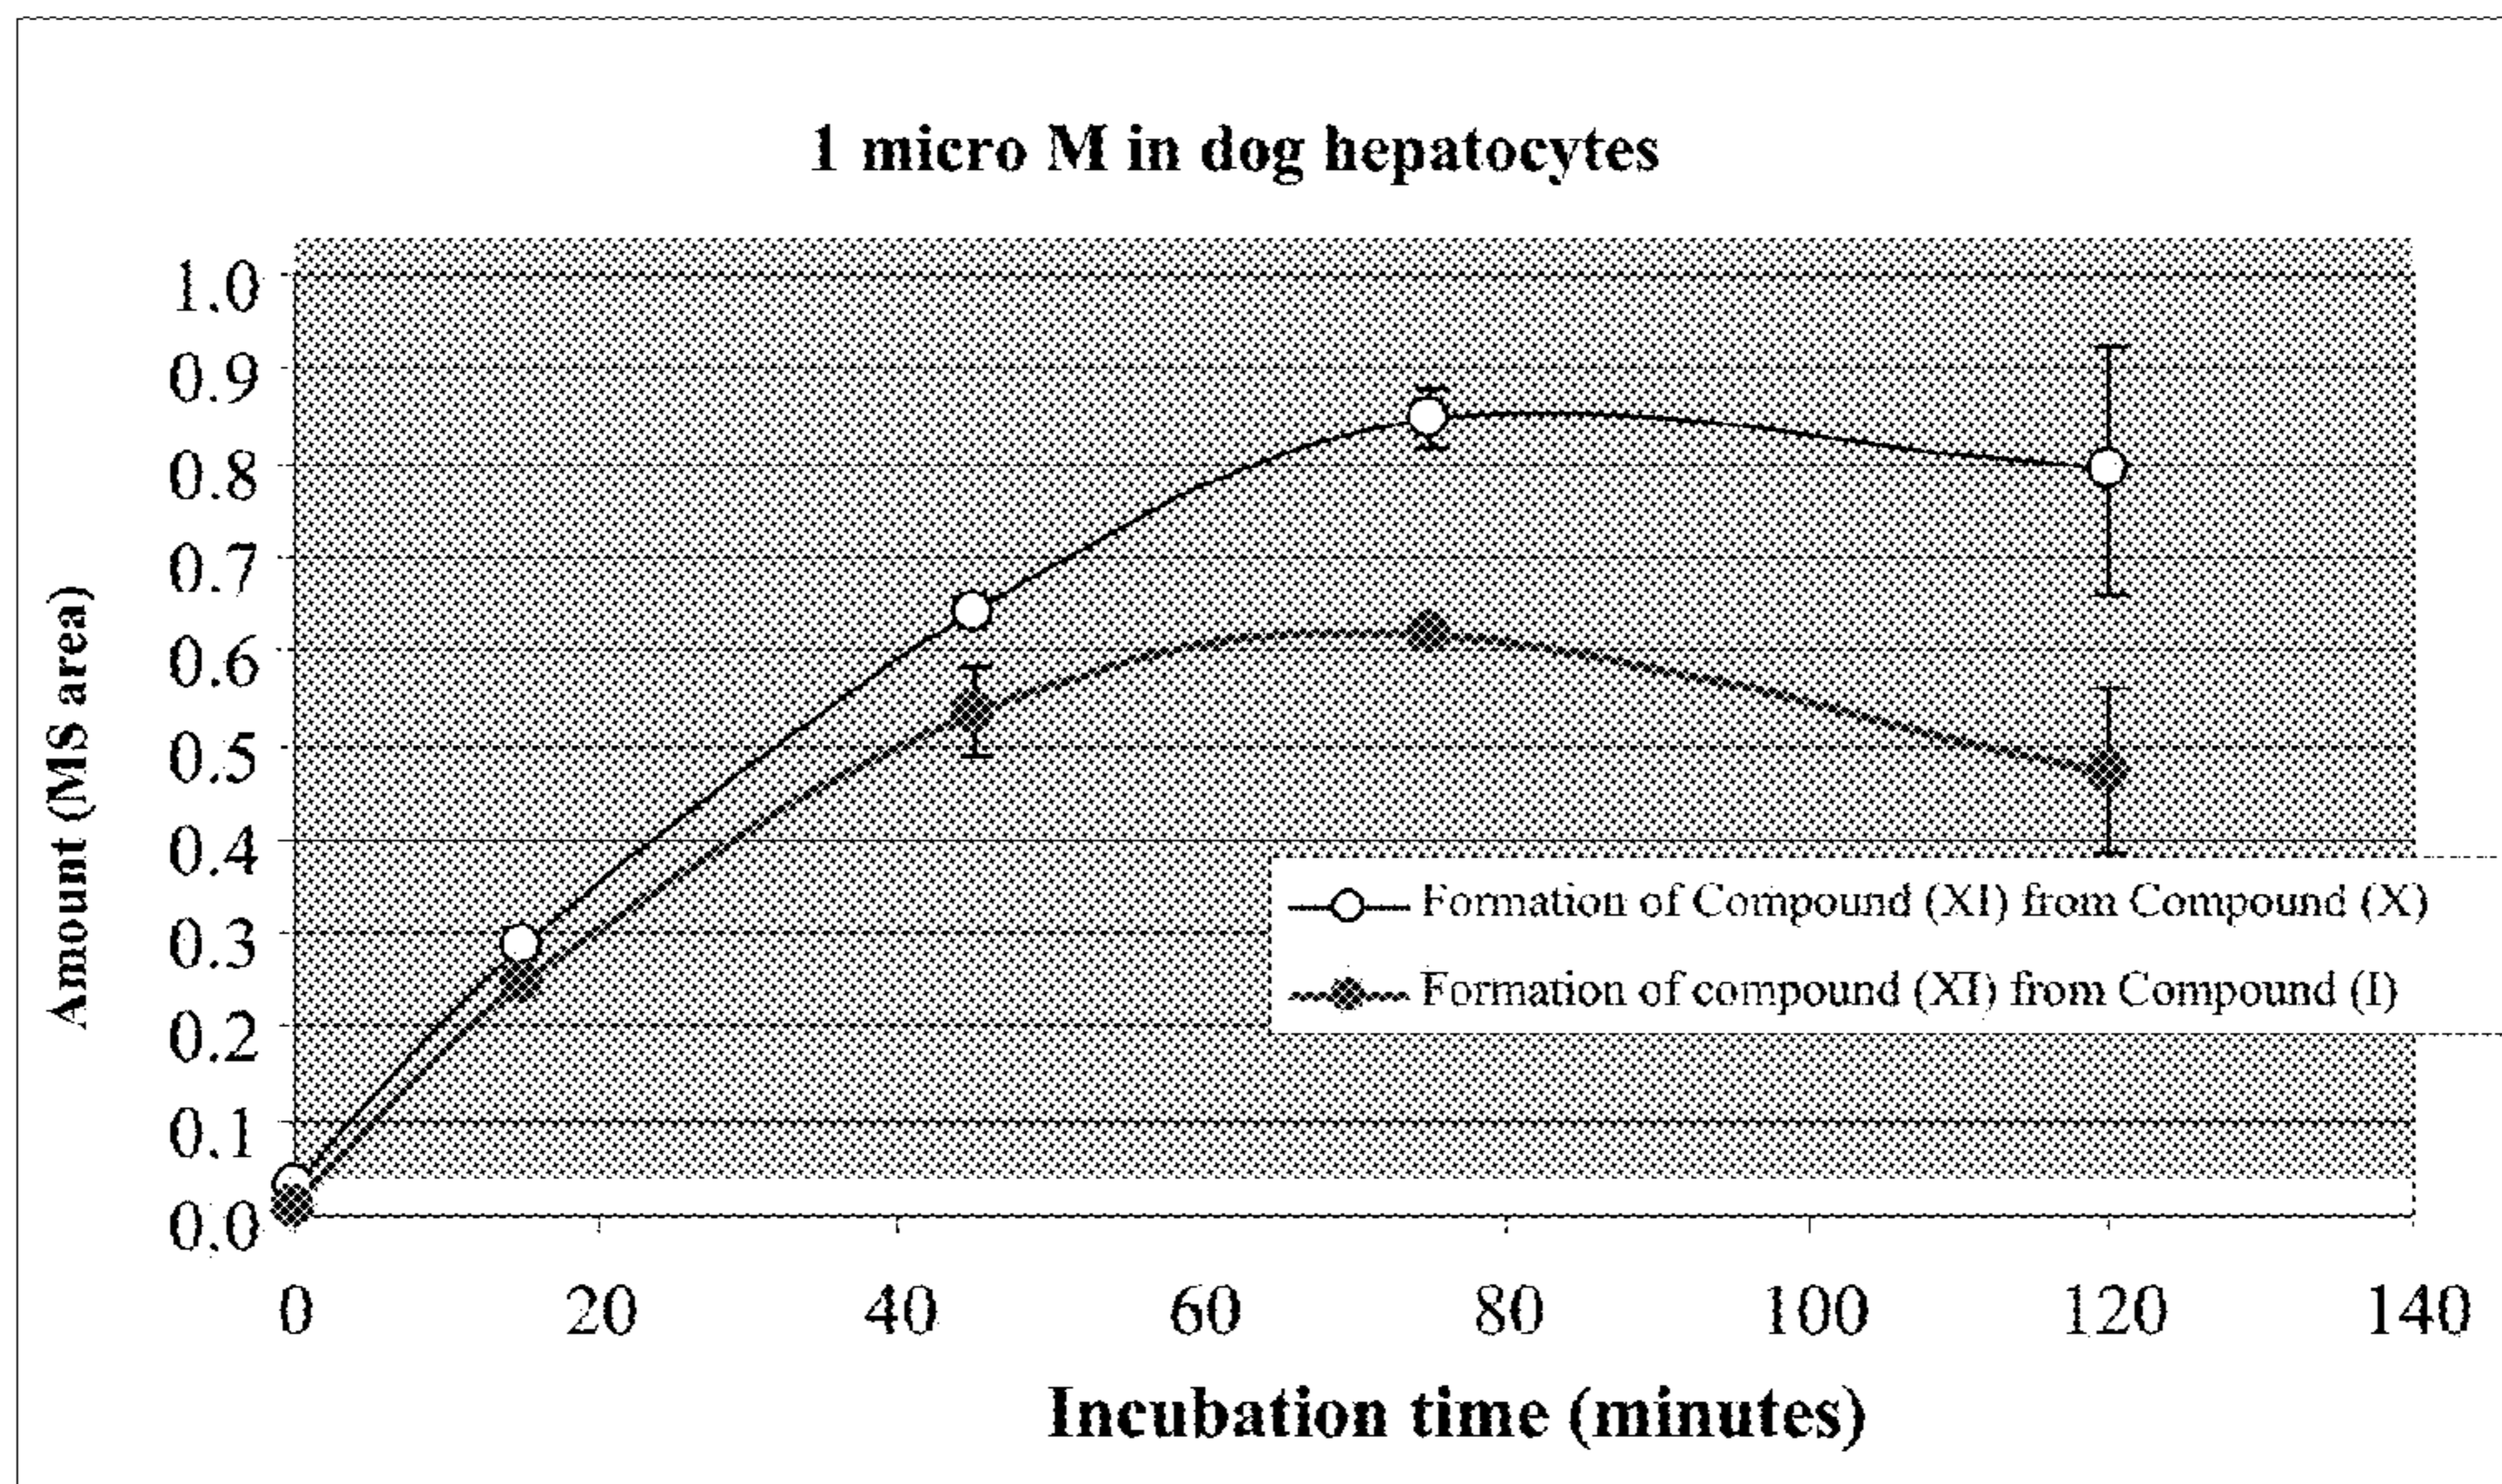 1 micro M in dog hepatocytes
Amount (MS area)
1.0
0.9
0.8
0.7
0.6
0.5
0.4
0.3
0.2
0.1
0.0
Formation of Compound (XI) from Compound (X)
Formation of compound (XI) from Compound (I)
0 20 40 60 80 100 120 140
Incubation time (minutes)